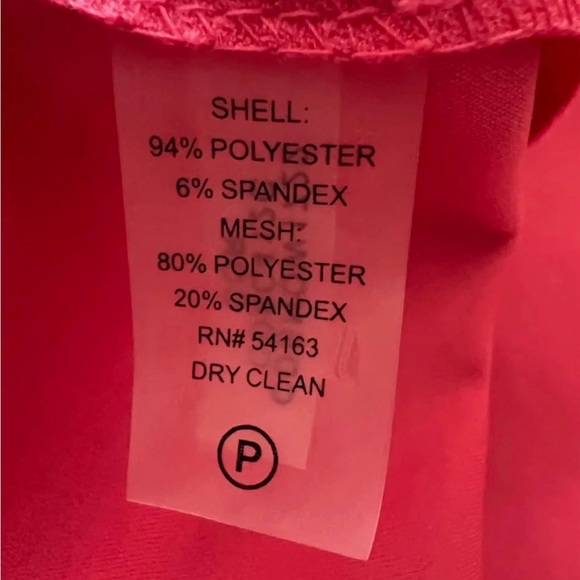 SHELL:
94% POLYESTER
6% SPANDEX
MESH:
80% POLYESTER
20% SPANDEX
RN# 54163
DRY CLEAN
P